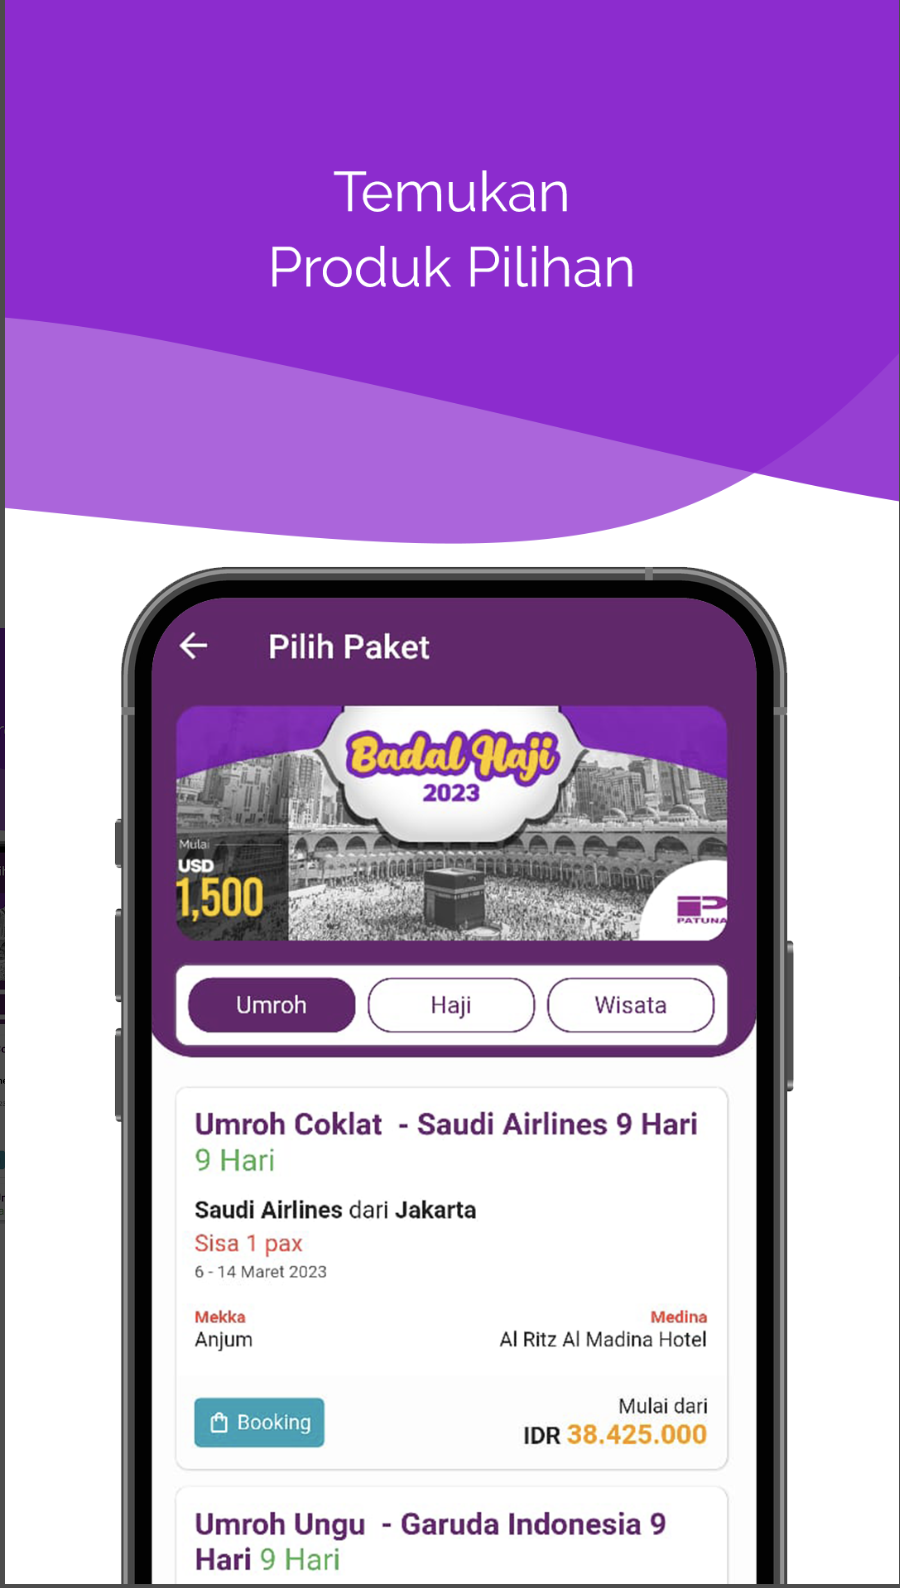 Temukan
Produk Pilihan
Pilih Paket
Badal Haji
2023
Mulai
USD
1,500
PATUNA
Umroh
Haji
Wisata
Umroh Coklat - Saudi Airlines 9 Hari
9 Hari
Saudi Airlines dari Jakarta
Sisa 1 pax
6 - 14 Maret 2023
Mekka
Medina
Anjum
Al Ritz Al Madina Hotel
Booking
Mulai dari
IDR 38.425.000
Umroh Ungu - Garuda Indonesia 9
Hari 9 Hari